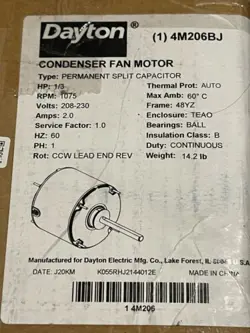 Dayton®
(1) 4M206BJ
CONDENSER FAN MOTOR
Type: PERMANENT SPLIT CAPACITOR
HP: 1/3
Thermal Prot: AUTO
RPM: 1075
Max Amb: 60° C
Volts: 208-230
Frame: 48YZ
Amps: 2.0
Enclosure: TEAO
Service Factor: 1.0
Bearings: BALL
HZ: 60
Insulation Class: B
PH: 1
Duty: CONTINUOUS
Rot: CCW LEAD END REV
Weight: 14.2 lb
Manufactured for Dayton Electric Mfg. Co., Lake Forest, IL U.S.A.
DATE: J20KM
K055RHJ2144012E
MADE IN CHINA
1 4M206